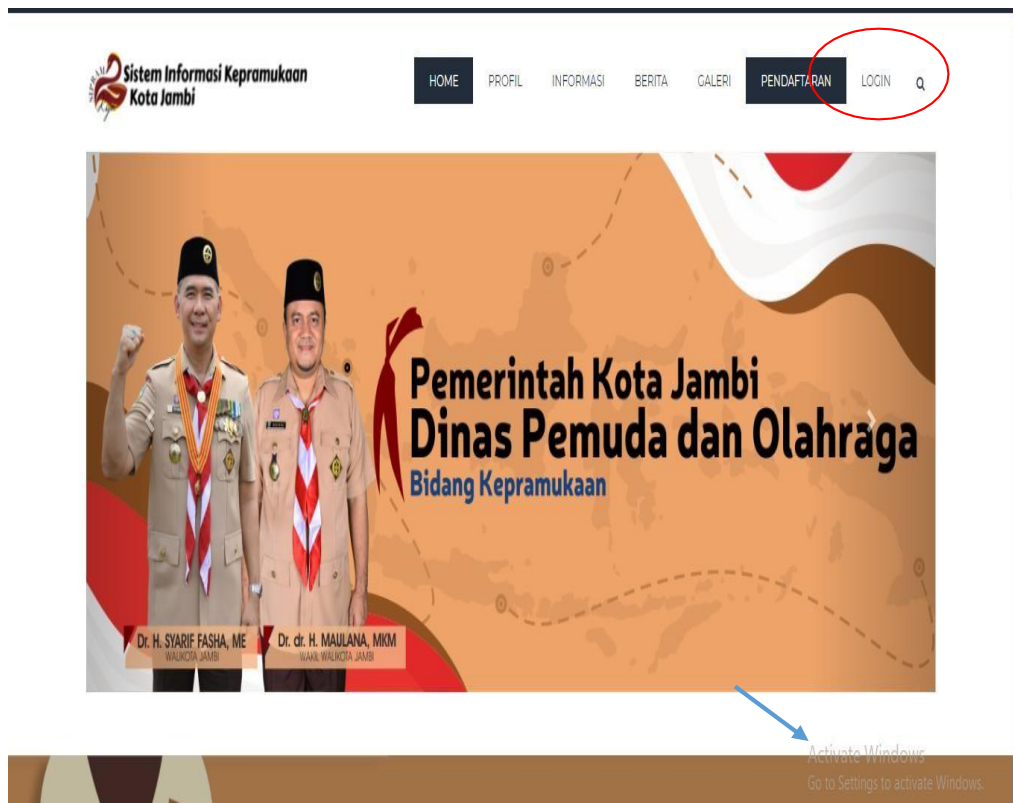 Sistem Informasi Kepramukaan
Kota Jambi
HOME PROFIL INFORMASI BERITA GALERI PENDAFTARAN LOGIN
Pemerintah Kota Jambi
Dinas Pemuda dan Olahraga
Bidang Kepramukaan
Dr. H. SYARIF FASHA, ME
WALIKOTA JAMBI
Dr. dr. H. MAULANA, MKM
WAKIL WALIKOTA JAMBI
Activate Windows
Go to Settings to activate Windows.